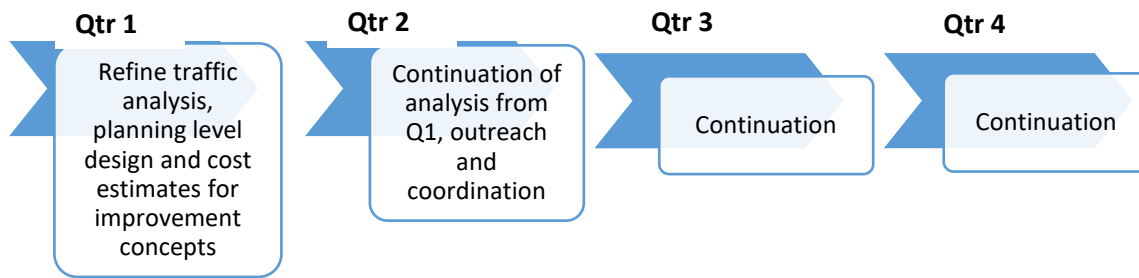 Qtr 1
Refine traffic
analysis,
planning level
design and cost
estimates for
improvement
concepts
Qtr 2
Continuation of
analysis from
Q1, outreach
and
coordination
Qtr 3
Continuation
Qtr 4
Continuation